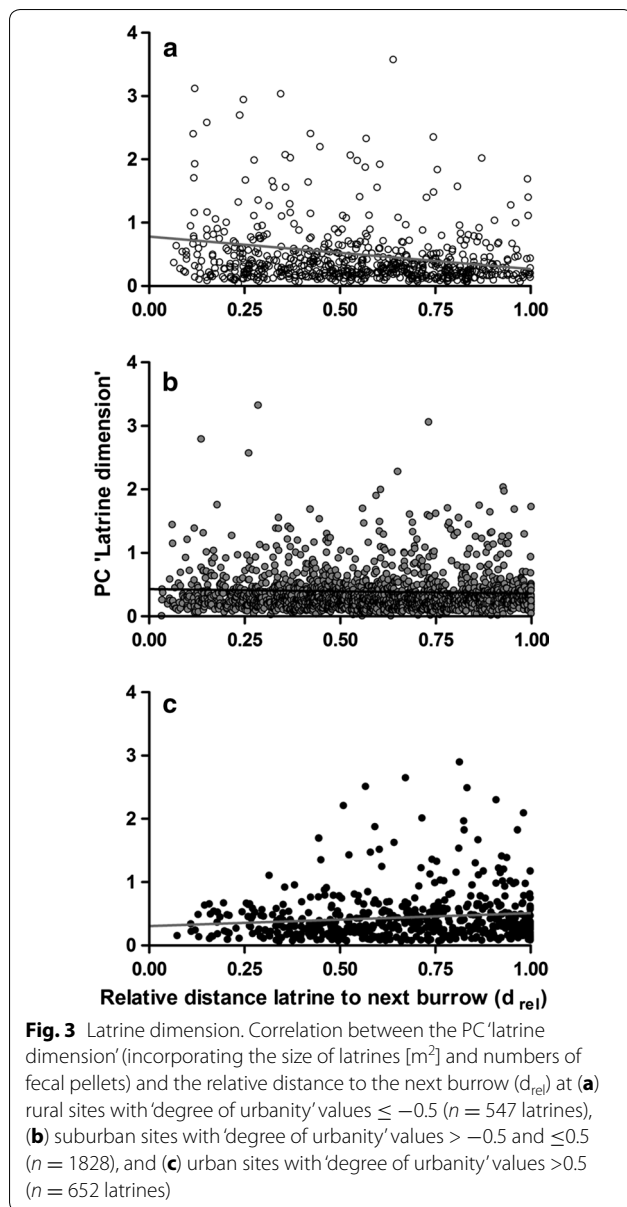 a
4
3
2
1
0
0.00 0.25 0.50 0.75 1.00
b
4
3
2
1
0
0.00 0.25 0.50 0.75 1.00
PC 'Latrine dimension'
c
4
3
2
1
0
0.00 0.25 0.50 0.75 1.00
Relative distance latrine to next burrow (d rel)
Fig. 3 Latrine dimension. Correlation between the PC 'latrine
dimension' (incorporating the size of latrines [m²] and numbers of
fecal pellets) and the relative distance to the next burrow (drel) at (a)
rural sites with 'degree of urbanity' values ≤ −0.5 (n = 547 latrines),
(b) suburban sites with 'degree of urbanity' values > −0.5 and ≤0.5
(n = 1828), and (c) urban sites with 'degree of urbanity' values >0.5
(n = 652 latrines)